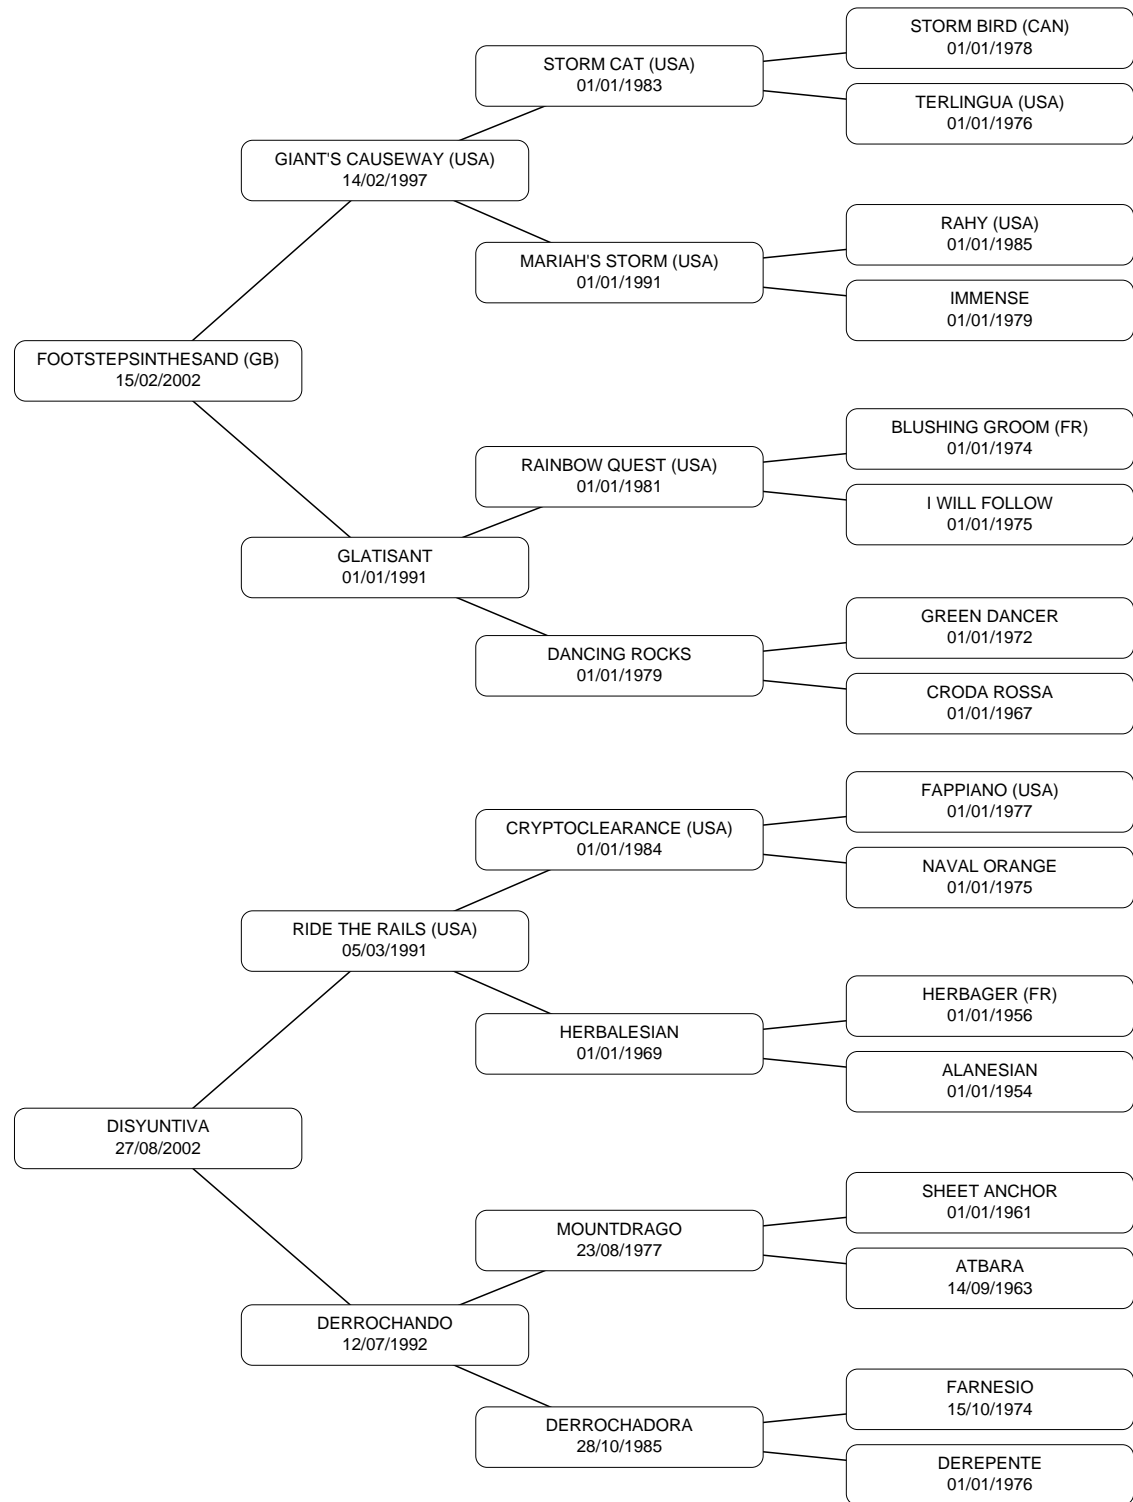 STORM BIRD (CAN)
01/01/1978
STORM CAT (USA)
01/01/1983
TERLINGUA (USA)
01/01/1976
GIANT'S CAUSEWAY (USA)
14/02/1997
RAHY (USA)
01/01/1985
MARIAH'S STORM (USA)
01/01/1991
IMMENSE
01/01/1979
FOOTSTEPSINTHESAND (GB)
15/02/2002
BLUSHING GROOM (FR)
01/01/1974
RAINBOW QUEST (USA)
01/01/1981
I WILL FOLLOW
01/01/1975
GLATISANT
01/01/1991
GREEN DANCER
01/01/1972
DANCING ROCKS
01/01/1979
CRODA ROSSA
01/01/1967
FAPPIANO (USA)
01/01/1977
CRYPTOCLEARANCE (USA)
01/01/1984
NAVAL ORANGE
01/01/1975
RIDE THE RAILS (USA)
05/03/1991
HERBAGER (FR)
01/01/1956
HERBALESIAN
01/01/1969
ALANESIAN
01/01/1954
DISYUNTIVA
27/08/2002
SHEET ANCHOR
01/01/1961
MOUNTDRAGO
23/08/1977
ATBARA
14/09/1963
DERROCHANDO
12/07/1992
FARNESIO
15/10/1974
DERROCHADORA
28/10/1985
DEREPENTE
01/01/1976